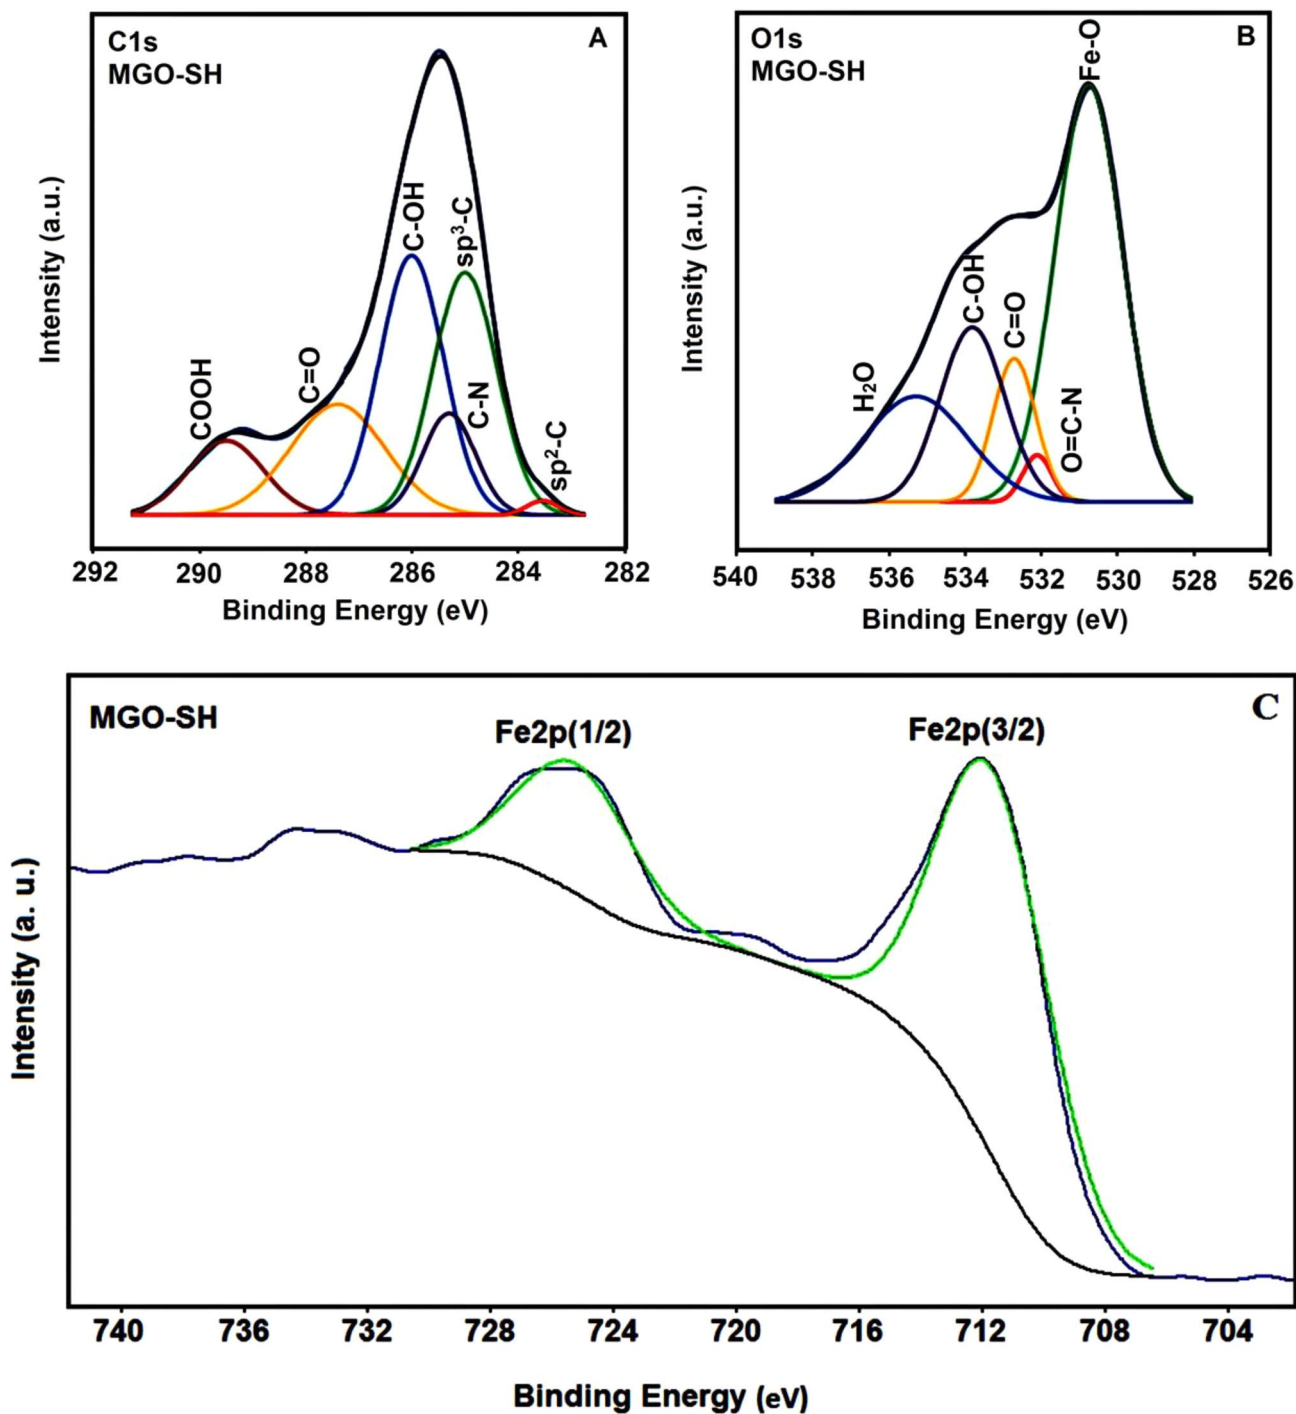 C1s
MGO-SH
A
Intensity (a.u.)
COOH
C=O
C-OH
sp³-C
C-N
sp²-C
292 290 288 286 284 282
Binding Energy (eV)
O1s
MGO-SH
B
Intensity (a.u.)
H₂O
C-OH
C=O
O=C-N
Fe-O
540 538 536 534 532 530 528 526
Binding Energy (eV)
MGO-SH
C
Fe2p(1/2)
Fe2p(3/2)
Intensity (a. u.)
740 736 732 728 724 720 716 712 708 704
Binding Energy (eV)